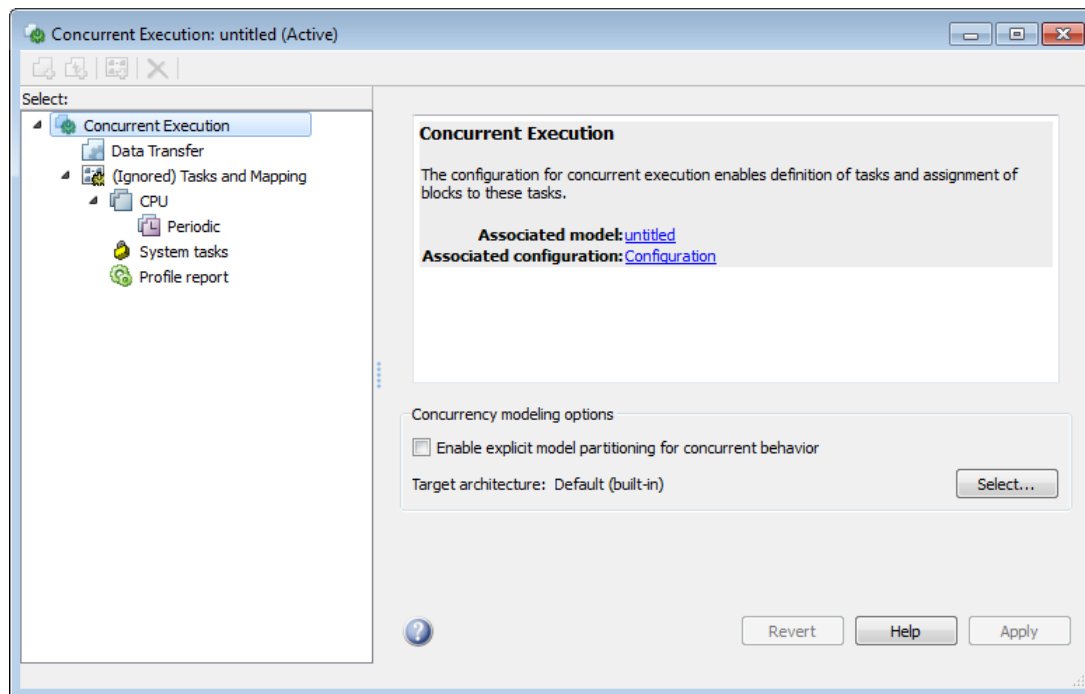 Concurrent Execution: untitled (Active)
Select:
Concurrent Execution
Data Transfer
(Ignored) Tasks and Mapping
CPU
Periodic
System tasks
Profile report
Concurrent Execution
The configuration for concurrent execution enables definition of tasks and assignment of
blocks to these tasks.
Associated model: untitled
Associated configuration: Configuration
Concurrency modeling options
Enable explicit model partitioning for concurrent behavior
Target architecture: Default (built-in)
Select...
Revert
Help
Apply